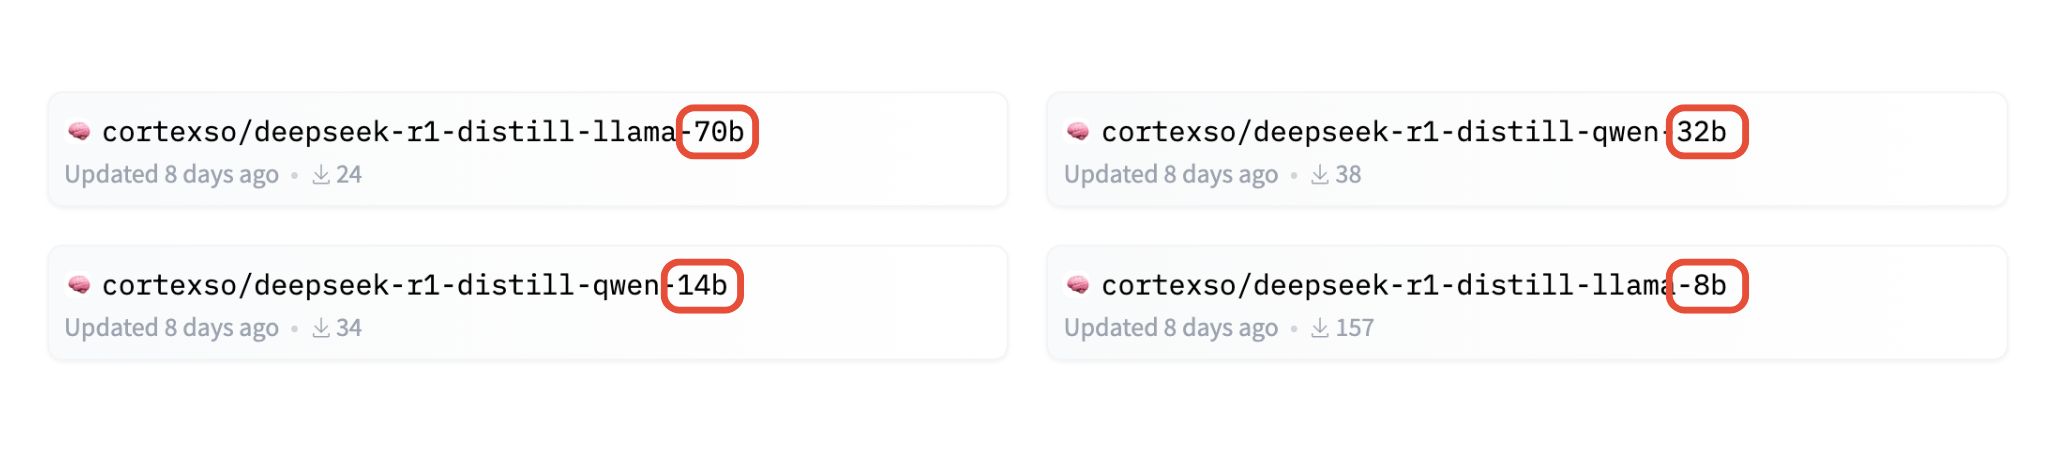 cortexso/deepseek-r1-distill-llama-70b
Updated 8 days ago • 24
cortexso/deepseek-r1-distill-qwen-32b
Updated 8 days ago • 38
cortexso/deepseek-r1-distill-qwen-14b
Updated 8 days ago • 34
cortexso/deepseek-r1-distill-llama-8b
Updated 8 days ago • 157